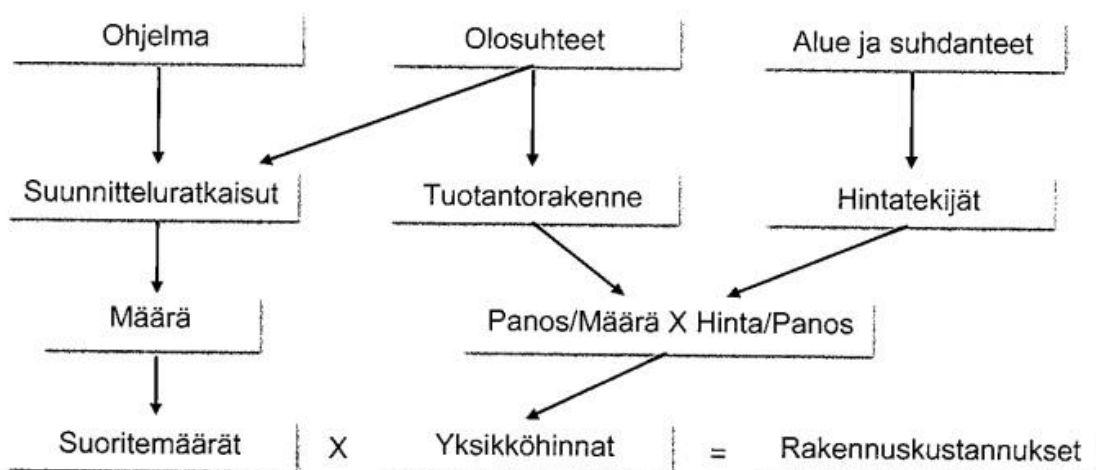 Ohjelma
Olosuhteet
Alue ja suhdanteet
Suunnitteluratkaisut
Tuotantorakenne
Hintatekijät
Määrä
Panos/Määrä X Hinta/Panos
Suoritemäärät X Yksikköhinnat = Rakennuskustannukset